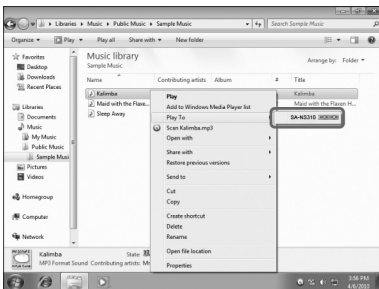 Libraries ▸ Music ▸ Public Music ▸ Sample Music
Search Sample Music
Organize
Play
Play all
Share with
New folder
Favorites
Desktop
Downloads
Recent Places
Libraries
Documents
Music
My Music
Public Music
Sample Musi
Pictures
Videos
Homegroup
Computer
Network
Music library
Sample Music
Arrange by: Folder
Name
Contributing artists
Album
#
Title
Kalimba
Kalimba
Maid with the Flaxe...
Maid with the Flaxen H...
Sleep Away
Play
Add to Windows Media Player list
Play To
SA-NS310
Scan Kalimba.mp3
Open with
Share with
Restore previous versions
Send to
Cut
Copy
Create shortcut
Delete
Rename
Open file location
Properties
Kalimba
State:
MP3 Format Sound
Contributing artists: Mr
3:56 PM